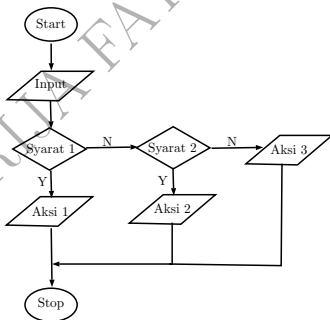 Start
Input
Syarat 1
N
Syarat 2
N
Aksi 3
Y
Y
Aksi 1
Aksi 2
Stop